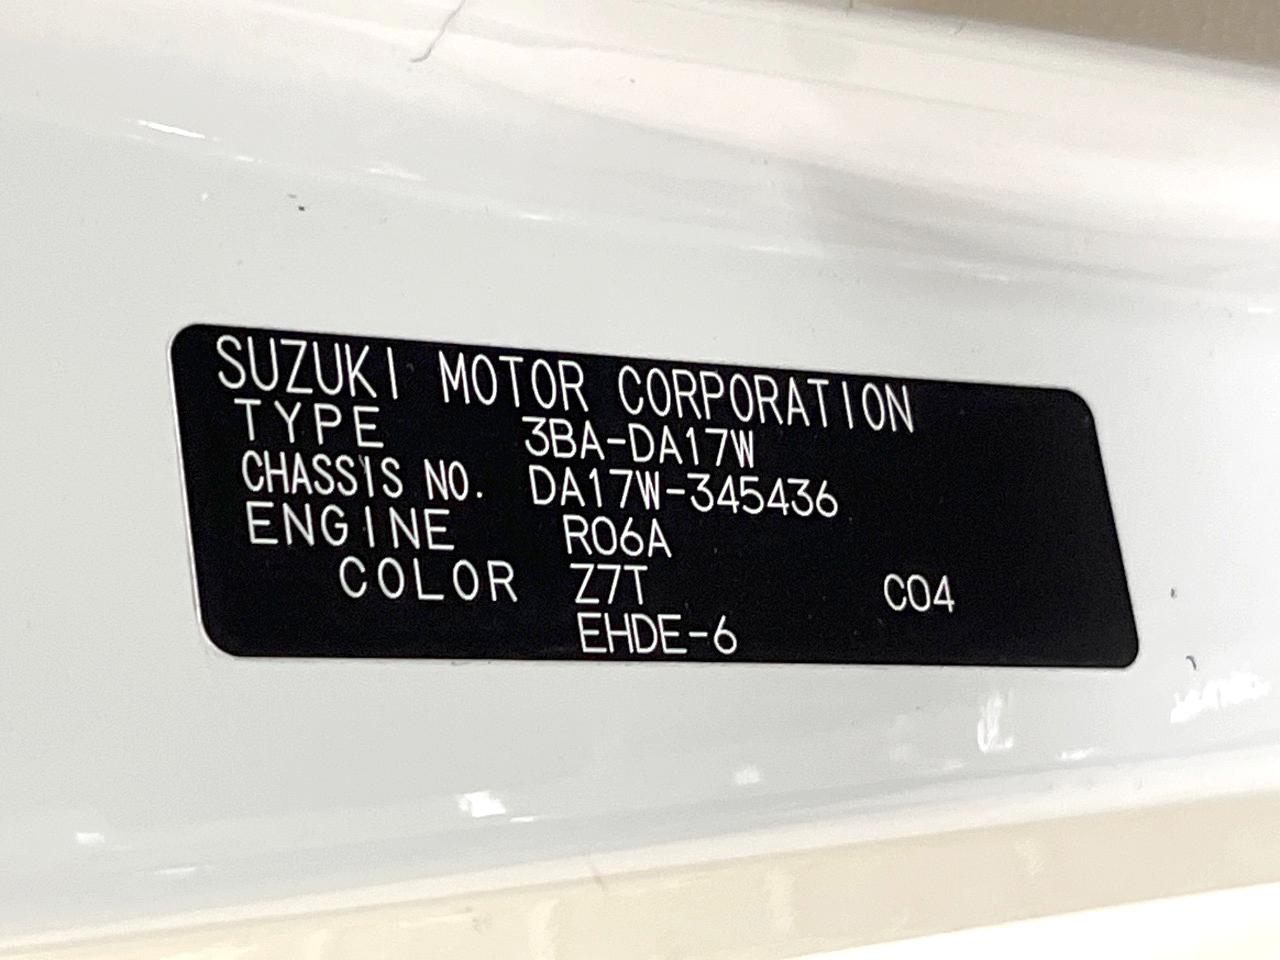 SUZUKI MOTOR CORPORATION
TYPE 3BA-DA17W
CHASSIS NO. DA17W-345436
ENGINE R06A
COLOR Z7T C04
EHDE-6